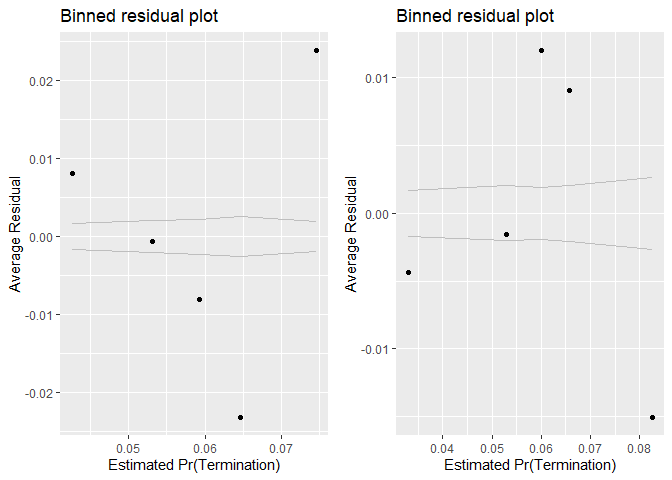 Binned residual plot
Average Residual
0.02
0.01
0.00
-0.01
-0.02
0.05 0.06 0.07
Estimated Pr(Termination)
Binned residual plot
Average Residual
0.01
0.00
-0.01
0.04 0.05 0.06 0.07 0.08
Estimated Pr(Termination)